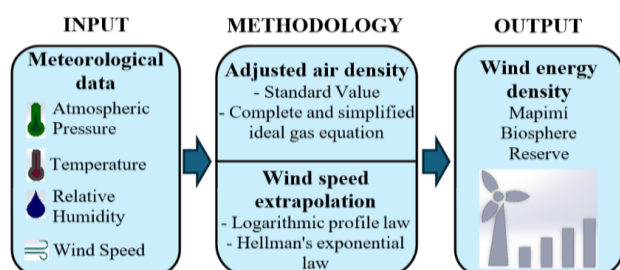 INPUT
Meteorological
data
Atmospheric
Pressure
Temperature
Relative
Humidity
Wind Speed
METHODOLOGY
Adjusted air density
- Standard Value
- Complete and simplified
ideal gas equation
Wind speed
extrapolation
- Logarithmic profile law
- Hellman's exponential
law
OUTPUT
Wind energy
density
Mapimí
Biosphere
Reserve